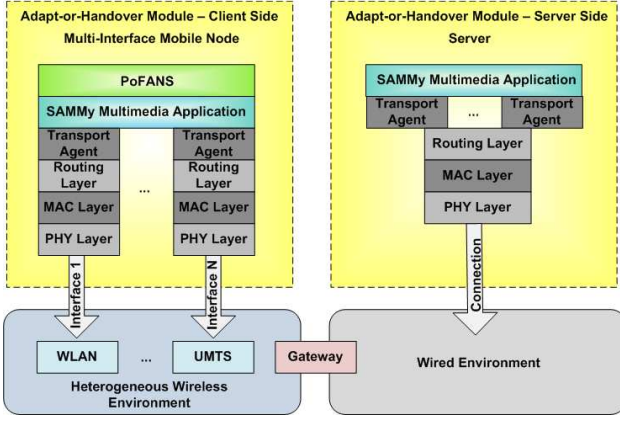 Adapt-or-Handover Module – Client Side
Multi-Interface Mobile Node
PoFANS
SAMMy Multimedia Application
Transport
Agent
Routing
Layer
MAC Layer
PHY Layer
...
Transport
Agent
Routing
Layer
MAC Layer
PHY Layer
Interface 1
Interface N
WLAN
...
UMTS
Heterogeneous Wireless
Environment
Gateway
Adapt-or-Handover Module – Server Side
Server
SAMMy Multimedia Application
Transport
Agent
...
Transport
Agent
Routing Layer
MAC Layer
PHY Layer
Connection
Wired Environment